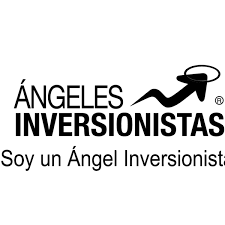 ÁNGELES
INVERSIONISTAS®
Soy un Ángel Inversionista